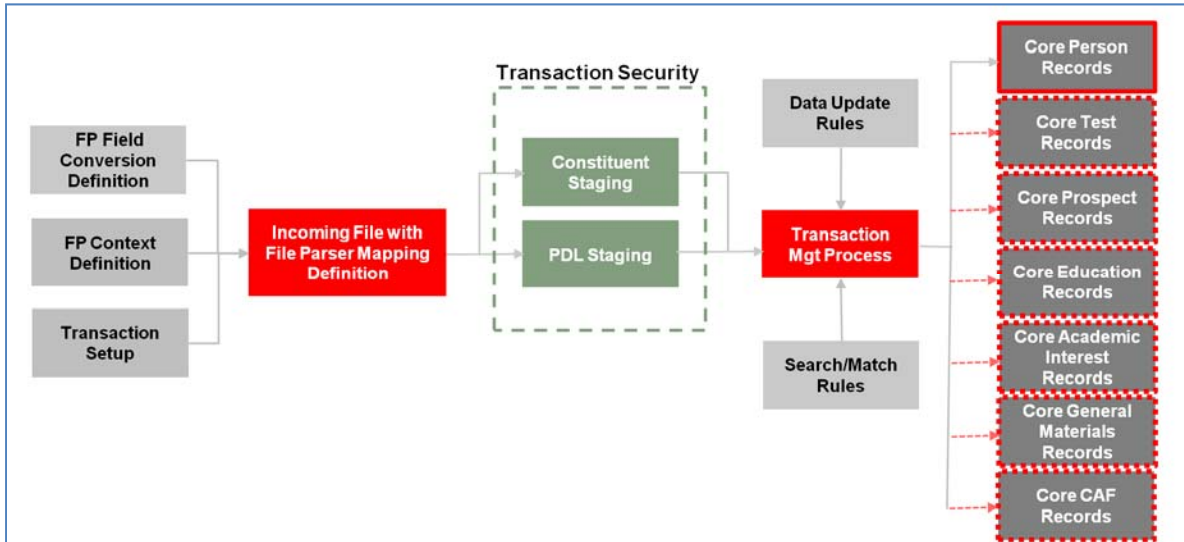 FP Field
Conversion
Definition
FP Context
Definition
Transaction
Setup
Incoming File with
File Parser Mapping
Definition
Transaction Security
Constituent
Staging
PDL Staging
Data Update
Rules
Transaction
Mgt Process
Search/Match
Rules
Core Person
Records
Core Test
Records
Core Prospect
Records
Core Education
Records
Core Academic
Interest
Records
Core General
Materials
Records
Core CAF
Records